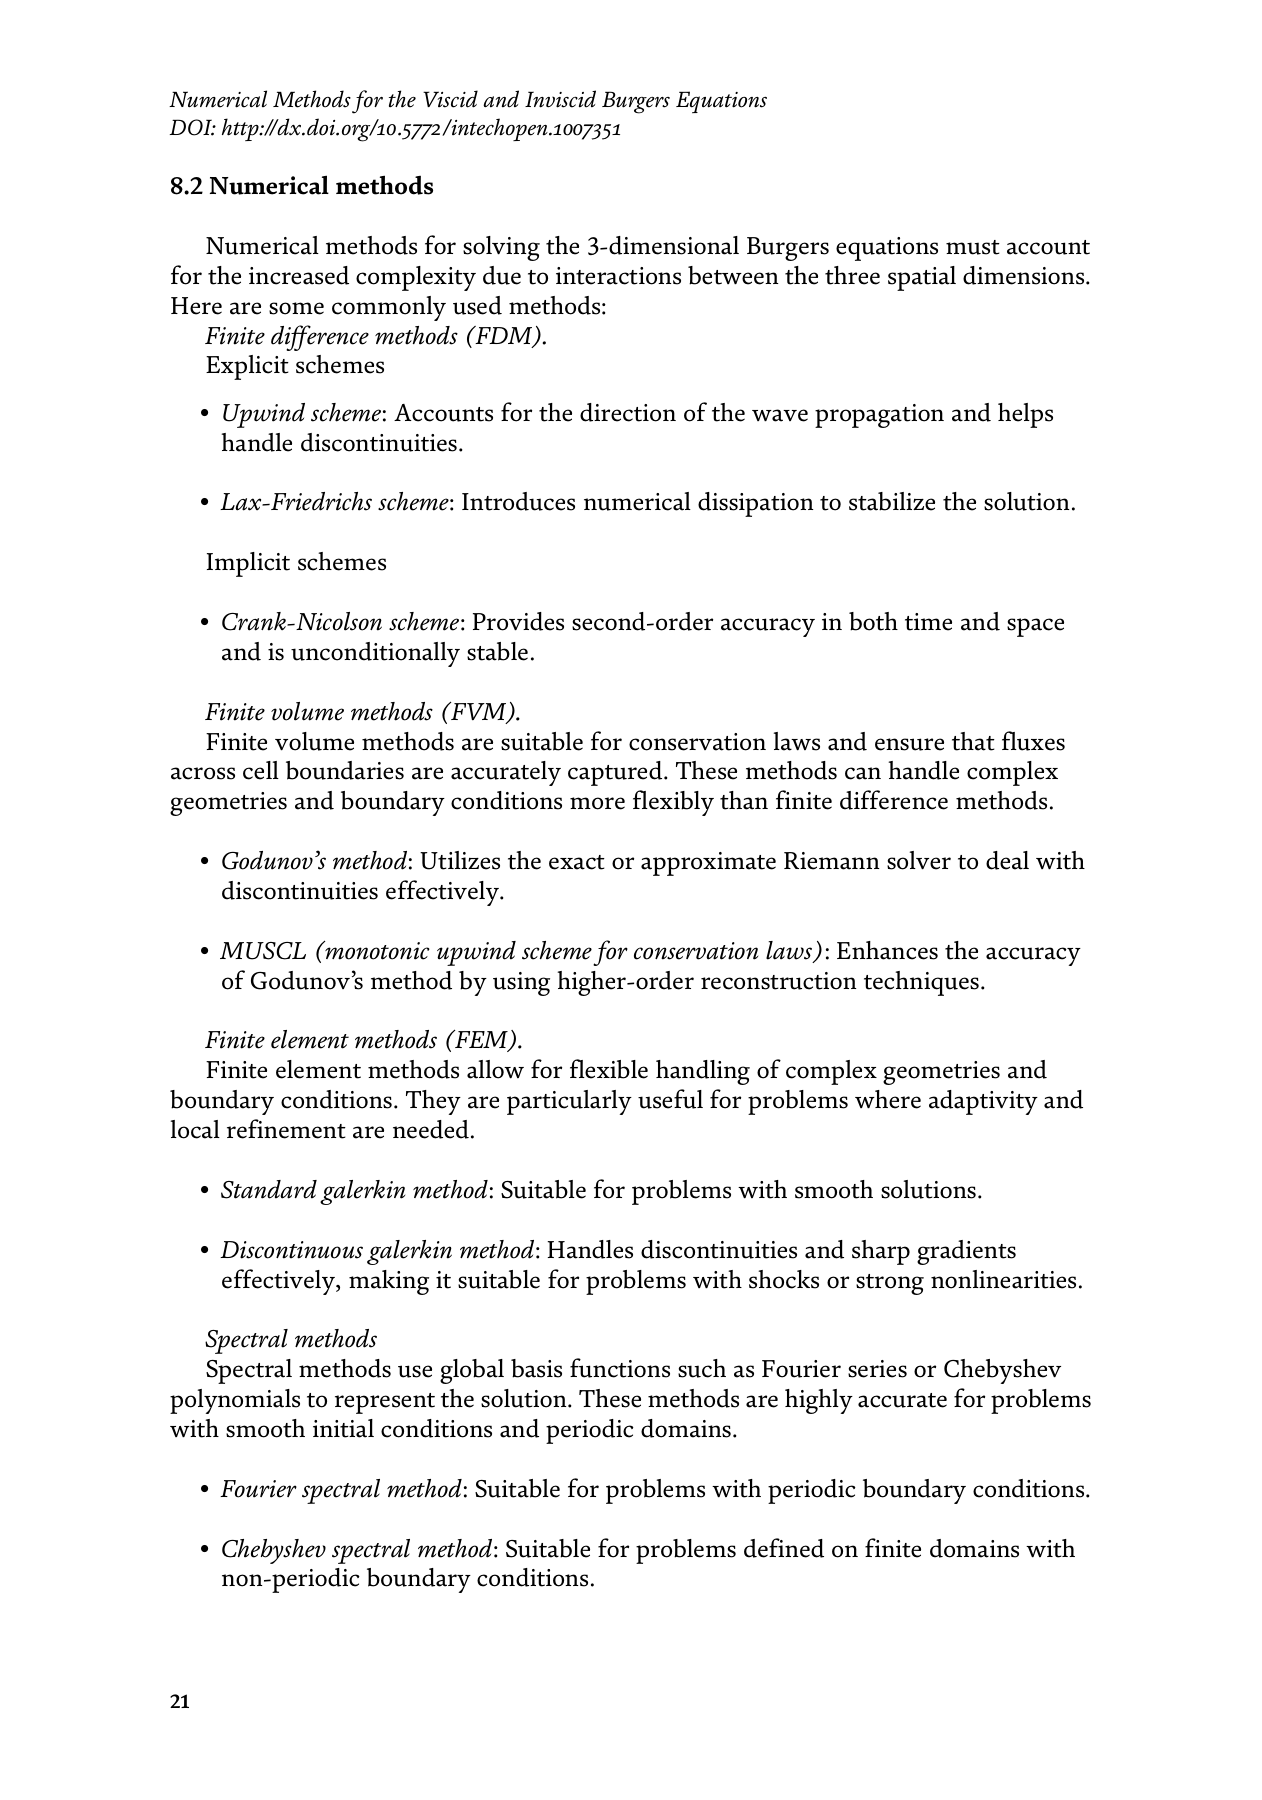 Numerical Methods for the Viscid and Inviscid Burgers Equations
DOI: http://dx.doi.org/10.5772/intechopen.1007351
8.2 Numerical methods
Numerical methods for solving the 3-dimensional Burgers equations must account
for the increased complexity due to interactions between the three spatial dimensions.
Here are some commonly used methods:
Finite difference methods (FDM).
Explicit schemes
• Upwind scheme: Accounts for the direction of the wave propagation and helps
handle discontinuities.
• Lax-Friedrichs scheme: Introduces numerical dissipation to stabilize the solution.
Implicit schemes
• Crank-Nicolson scheme: Provides second-order accuracy in both time and space
and is unconditionally stable.
Finite volume methods (FVM).
Finite volume methods are suitable for conservation laws and ensure that fluxes
across cell boundaries are accurately captured. These methods can handle complex
geometries and boundary conditions more flexibly than finite difference methods.
• Godunov’s method: Utilizes the exact or approximate Riemann solver to deal with
discontinuities effectively.
• MUSCL (monotonic upwind scheme for conservation laws): Enhances the accuracy
of Godunov’s method by using higher-order reconstruction techniques.
Finite element methods (FEM).
Finite element methods allow for flexible handling of complex geometries and
boundary conditions. They are particularly useful for problems where adaptivity and
local refinement are needed.
• Standard galerkin method: Suitable for problems with smooth solutions.
• Discontinuous galerkin method: Handles discontinuities and sharp gradients
effectively, making it suitable for problems with shocks or strong nonlinearities.
Spectral methods
Spectral methods use global basis functions such as Fourier series or Chebyshev
polynomials to represent the solution. These methods are highly accurate for problems
with smooth initial conditions and periodic domains.
• Fourier spectral method: Suitable for problems with periodic boundary conditions.
• Chebyshev spectral method: Suitable for problems defined on finite domains with
non-periodic boundary conditions.
21